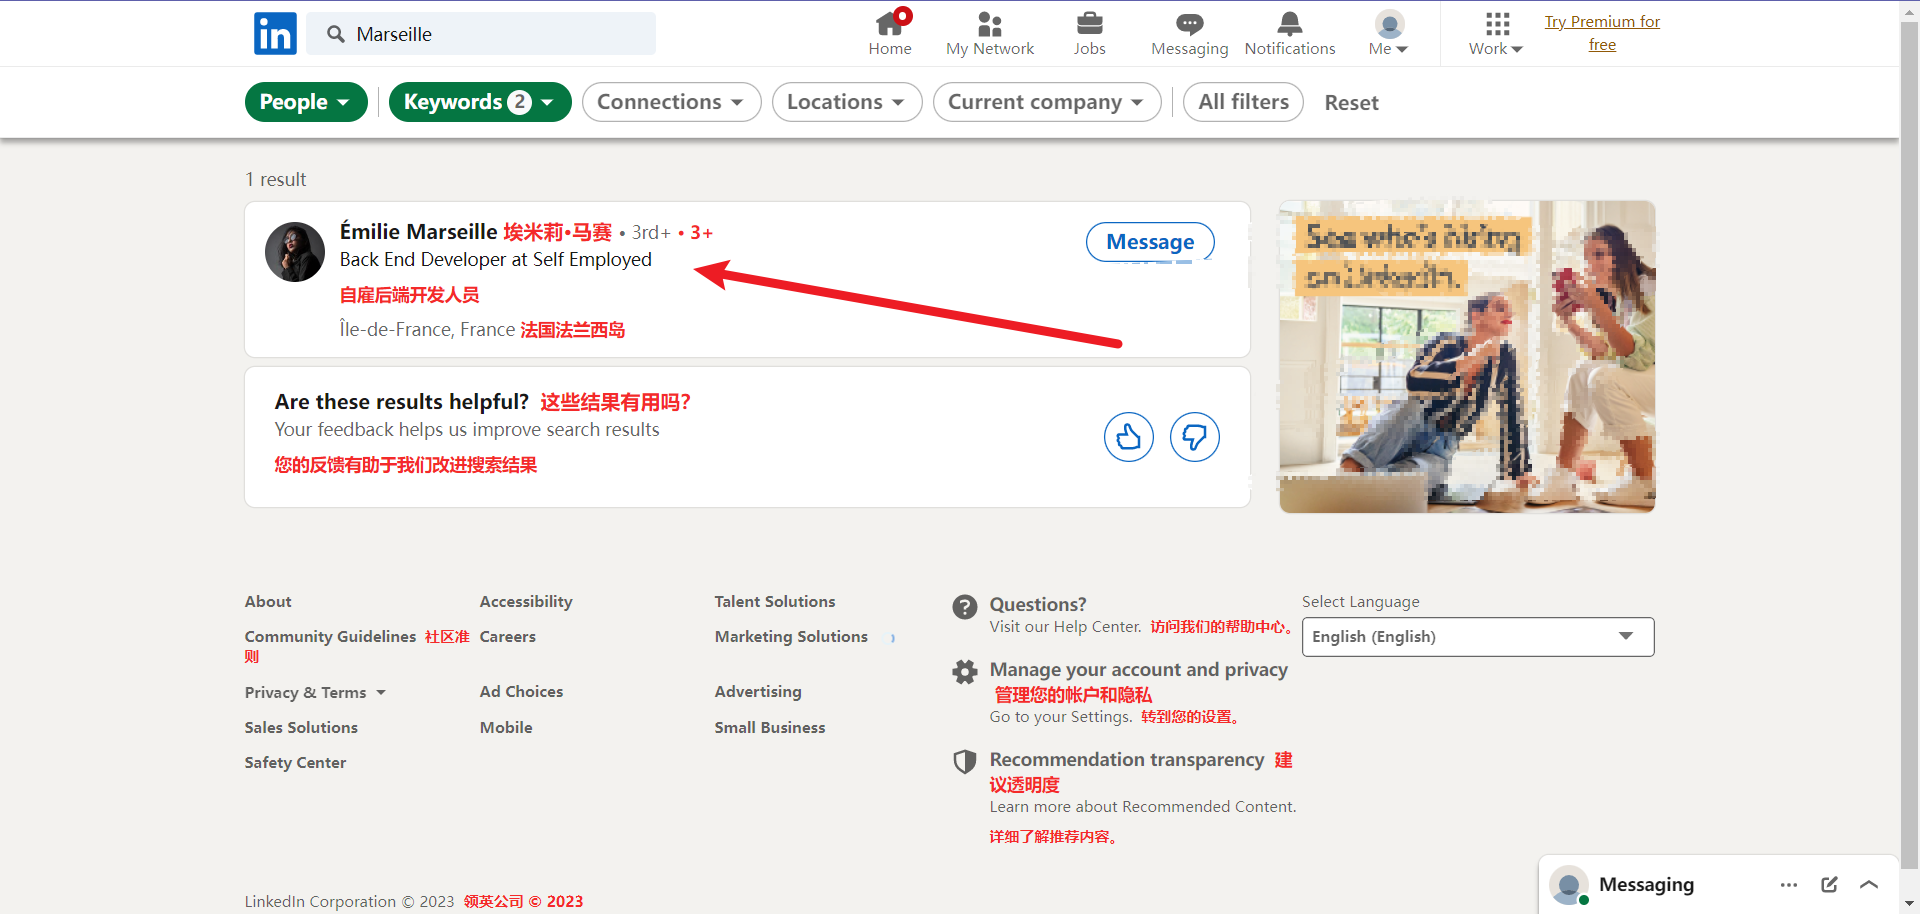 in
Marseille
Home
My Network
Jobs
Messaging
Notifications
Me
Work
Try Premium for
free
People
Keywords 2
Connections
Locations
Current company
All filters
Reset
1 result
Émilie Marseille 埃米莉•马赛 • 3rd+ • 3+
Message
Back End Developer at Self Employed
自雇后端开发人员
Île-de-France, France 法国法兰西岛
See who's hiring
on LinkedIn.
Are these results helpful? 这些结果有用吗?
Your feedback helps us improve search results
您的反馈有助于我们改进搜索结果
About
Accessibility
Talent Solutions
Community Guidelines 社区准
则
Careers
Marketing Solutions
Privacy & Terms
Ad Choices
Advertising
Sales Solutions
Mobile
Small Business
Safety Center
Questions?
Visit our Help Center. 访问我们的帮助中心。
Manage your account and privacy
管理您的帐户和隐私
Go to your Settings. 转到您的设置。
Recommendation transparency 建
议透明度
Learn more about Recommended Content.
详细了解推荐内容。
Select Language
English (English)
LinkedIn Corporation © 2023 领英公司 © 2023
Messaging